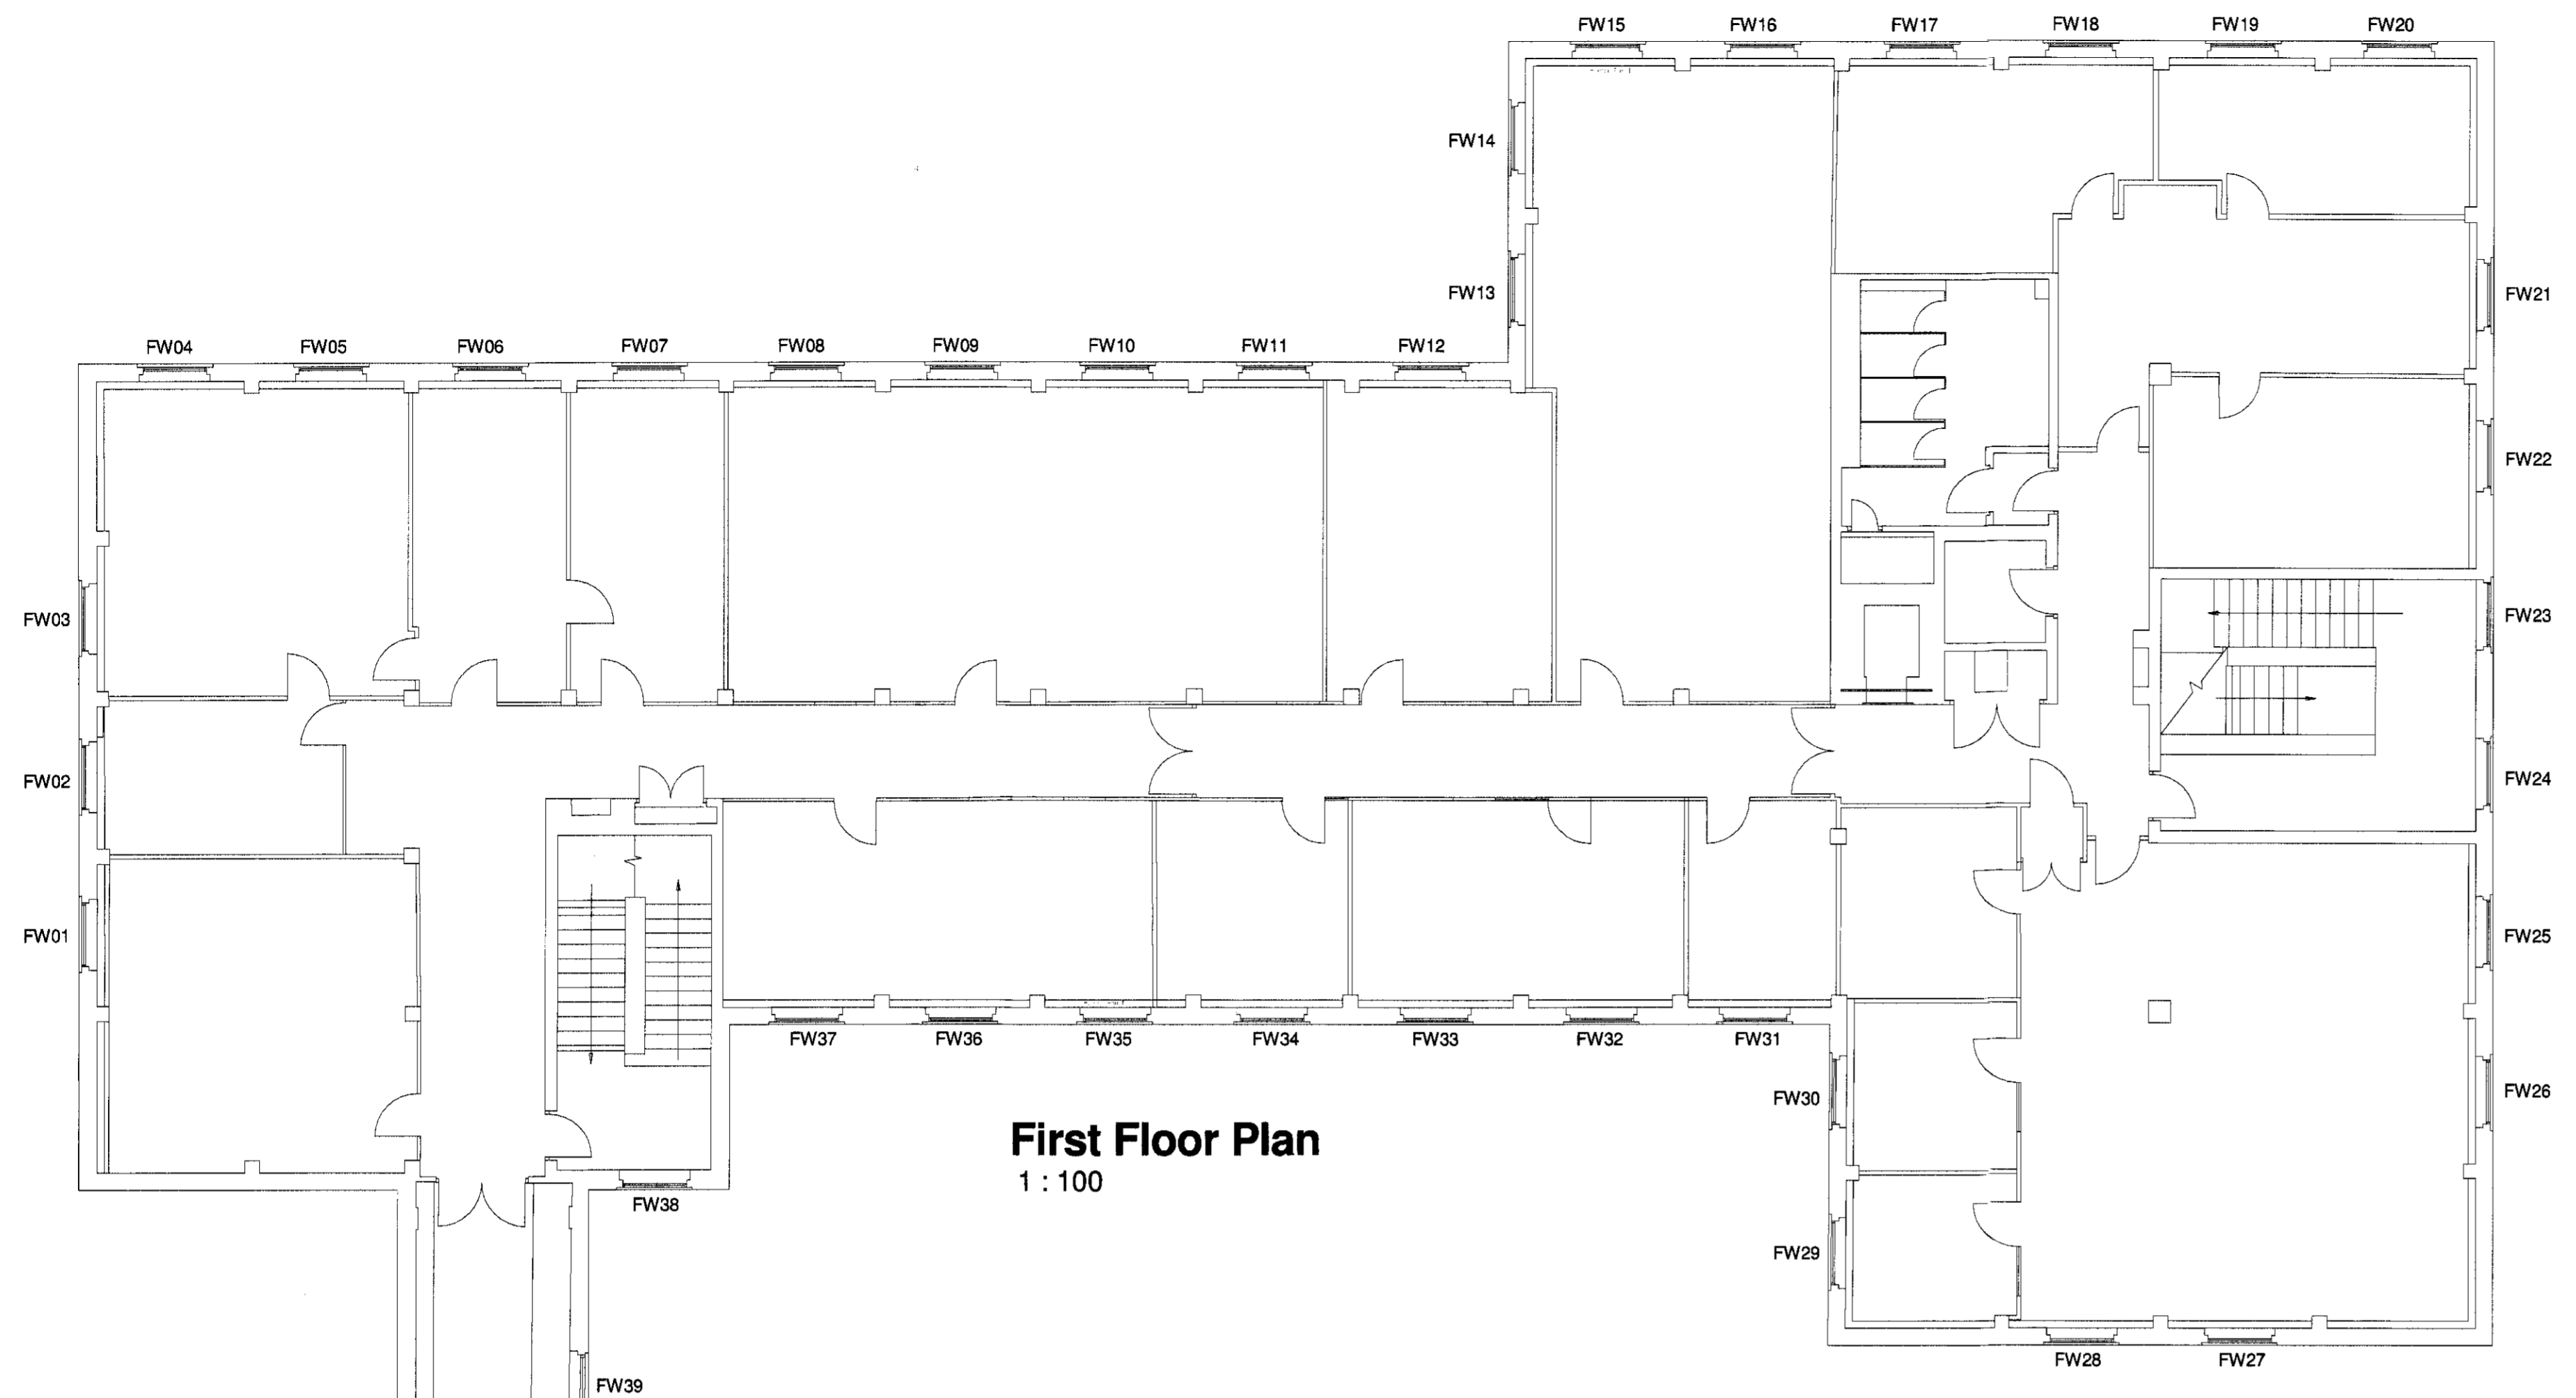 FW15 FW16 FW17 FW18 FW19 FW20
FW14
FW13
FW21
FW04 FW05 FW06 FW07 FW08 FW09 FW10 FW11 FW12
FW22
FW03
FW23
FW02
FW24
FW01
FW25
FW37 FW36 FW35 FW34 FW33 FW32 FW31
FW30
FW26
First Floor Plan
1 : 100
FW38
FW29
FW28 FW27
FW39